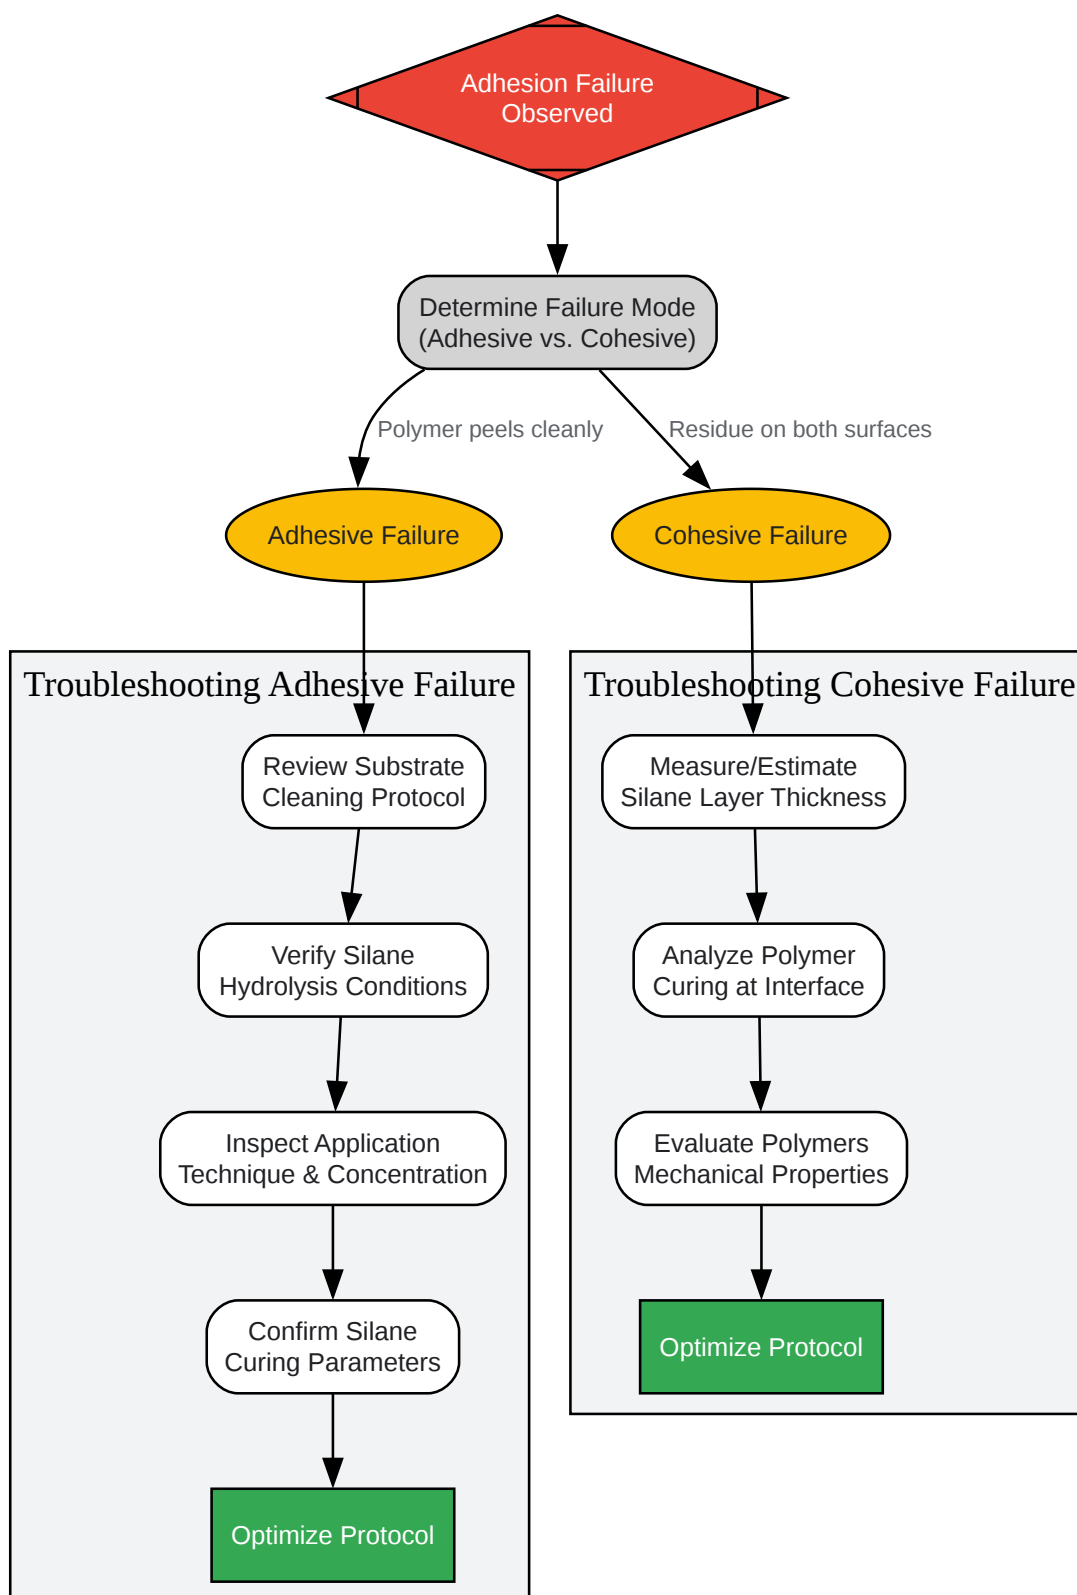 Adhesion Failure
Observed
Determine Failure Mode
(Adhesive vs. Cohesive)
Polymer peels cleanly
Residue on both surfaces
Adhesive Failure
Cohesive Failure
Troubleshooting Adhesive Failure
Review Substrate
Cleaning Protocol
Verify Silane
Hydrolysis Conditions
Inspect Application
Technique & Concentration
Confirm Silane
Curing Parameters
Optimize Protocol
Troubleshooting Cohesive Failure
Measure/Estimate
Silane Layer Thickness
Analyze Polymer
Curing at Interface
Evaluate Polymers
Mechanical Properties
Optimize Protocol